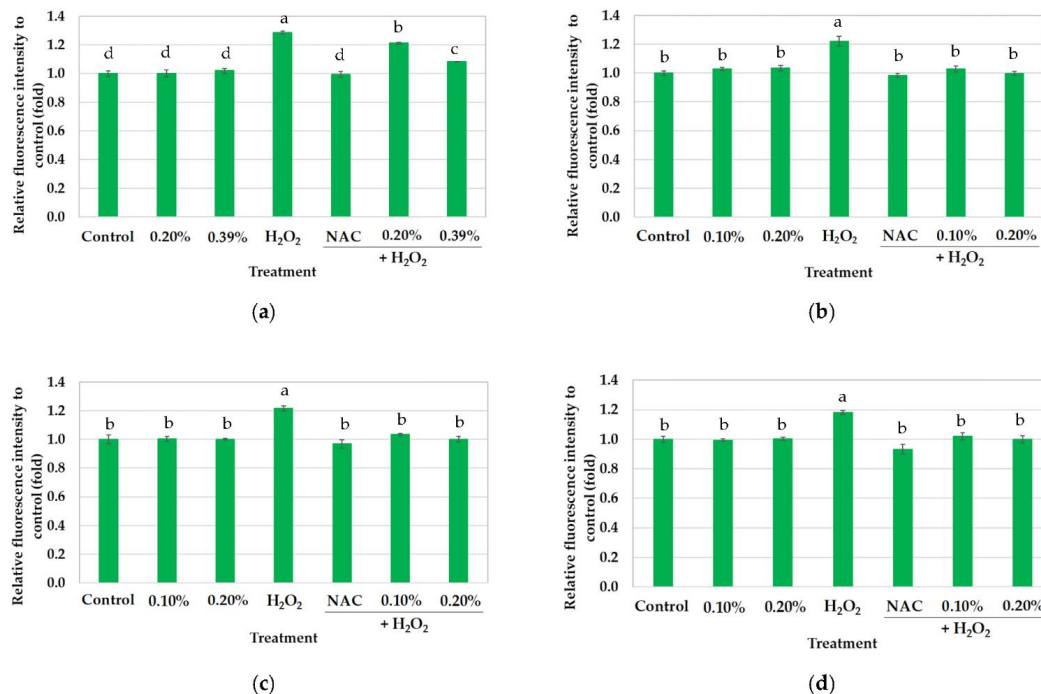 Relative fluorescence intensity to
control (fold)
1.4
1.2
1.0
0.8
0.6
0.4
0.2
0.0
d
d
d
a
d
b
c
Control
0.20%
0.39%
H₂O₂
NAC
0.20%
0.39%
+ H₂O₂
Treatment
(a)
Relative fluorescence intensity to
control (fold)
1.4
1.2
1.0
0.8
0.6
0.4
0.2
0.0
b
b
b
a
b
b
b
Control
0.10%
0.20%
H₂O₂
NAC
0.10%
0.20%
+ H₂O₂
Treatment
(b)
Relative fluorescence intensity to
control (fold)
1.4
1.2
1.0
0.8
0.6
0.4
0.2
0.0
b
b
b
a
b
b
b
Control
0.10%
0.20%
H₂O₂
NAC
0.10%
0.20%
+ H₂O₂
Treatment
(c)
Relative fluorescence intensity to
control (fold)
1.4
1.2
1.0
0.8
0.6
0.4
0.2
0.0
b
b
b
a
b
b
b
Control
0.10%
0.20%
H₂O₂
NAC
0.10%
0.20%
+ H₂O₂
Treatment
(d)